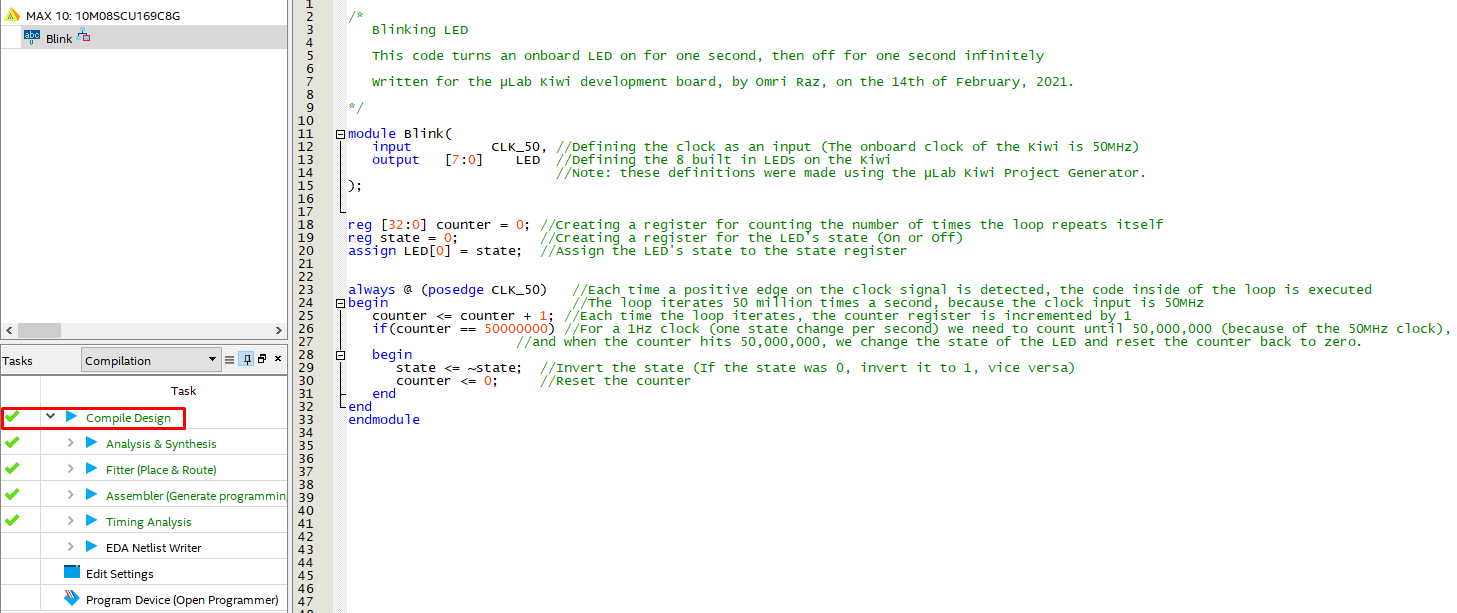 MAX 10: 10M08SCU169C8G
abc
Blink
Tasks
Compilation
Task
Compile Design
Analysis & Synthesis
Fitter (Place & Route)
Assembler (Generate programmin
Timing Analysis
EDA Netlist Writer
Edit Settings
Program Device (Open Programmer)
1
2 /*
3 Blinking LED
4
5 This code turns an onboard LED on for one second, then off for one second infinitely
6
7 Written for the µLab Kiwi development board, by Omri Raz, on the 14th of February, 2021.
8
9 */
10
11 module Blink(
12 input CLK_50, //Defining the clock as an input (The onboard clock of the Kiwi is 50MHz)
13 output [7:0] LED //Defining the 8 built in LEDs on the Kiwi
14 //Note: these definitions were made using the µLab Kiwi Project Generator.
15 );
16
17
18 reg [32:0] counter = 0; //Creating a register for counting the number of times the loop repeats itself
19 reg state = 0; //Creating a register for the LED's state (On or Off)
20 assign LED[0] = state; //Assign the LED's state to the state register
21
22
23 always @ (posedge CLK_50) //Each time a positive edge on the clock signal is detected, the code inside of the loop is executed
24 begin //The loop iterates 50 million times a second, because the clock input is 50MHz
25 counter <= counter + 1; //Each time the loop iterates, the counter register is incremented by 1
26 if(counter == 50000000) //For a 1Hz clock (one state change per second) we need to count until 50,000,000 (because of the 50MHz clock),
27 //and when the counter hits 50,000,000, we change the state of the LED and reset the counter back to zero.
28 begin
29 state <= ~state; //Invert the state (If the state was 0, invert it to 1, vice versa)
30 counter <= 0; //Reset the counter
31 end
32 end
33 endmodule
34
35
36
37
38
39
40
41
42
43
44
45
46
47